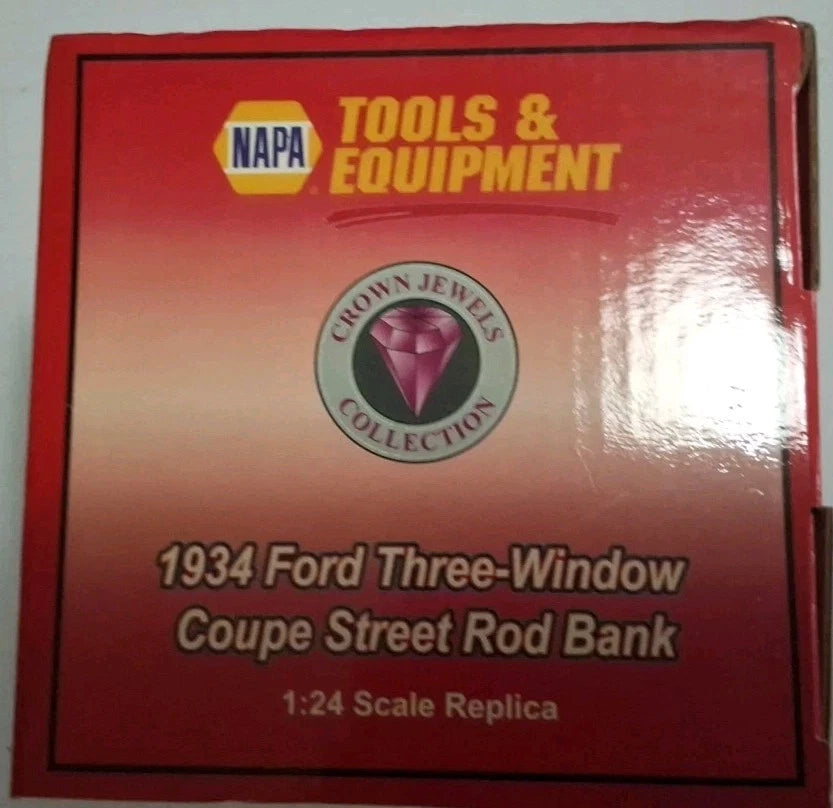 NAPA
TOOLS &
EQUIPMENT
CROWN JEWELS
COLLECTION
1934 Ford Three-Window
Coupe Street Rod Bank
1:24 Scale Replica